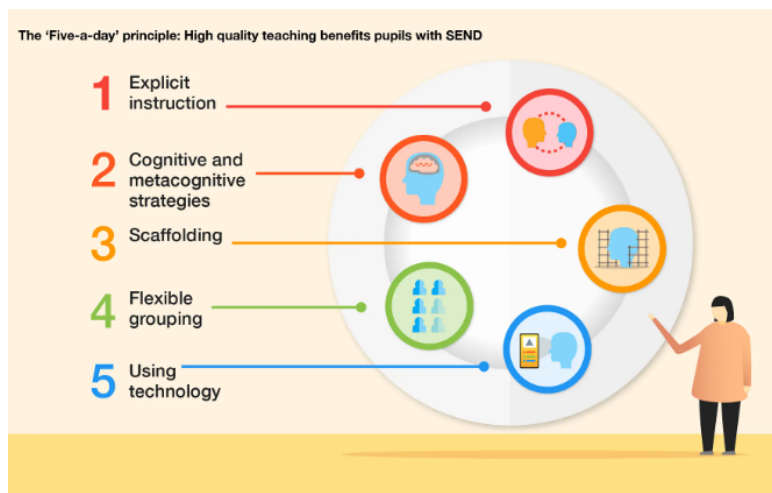 The ‘Five-a-day’ principle: High quality teaching benefits pupils with SEND
1 Explicit
instruction
2 Cognitive and
metacognitive
strategies
3 Scaffolding
4 Flexible
grouping
5 Using
technology